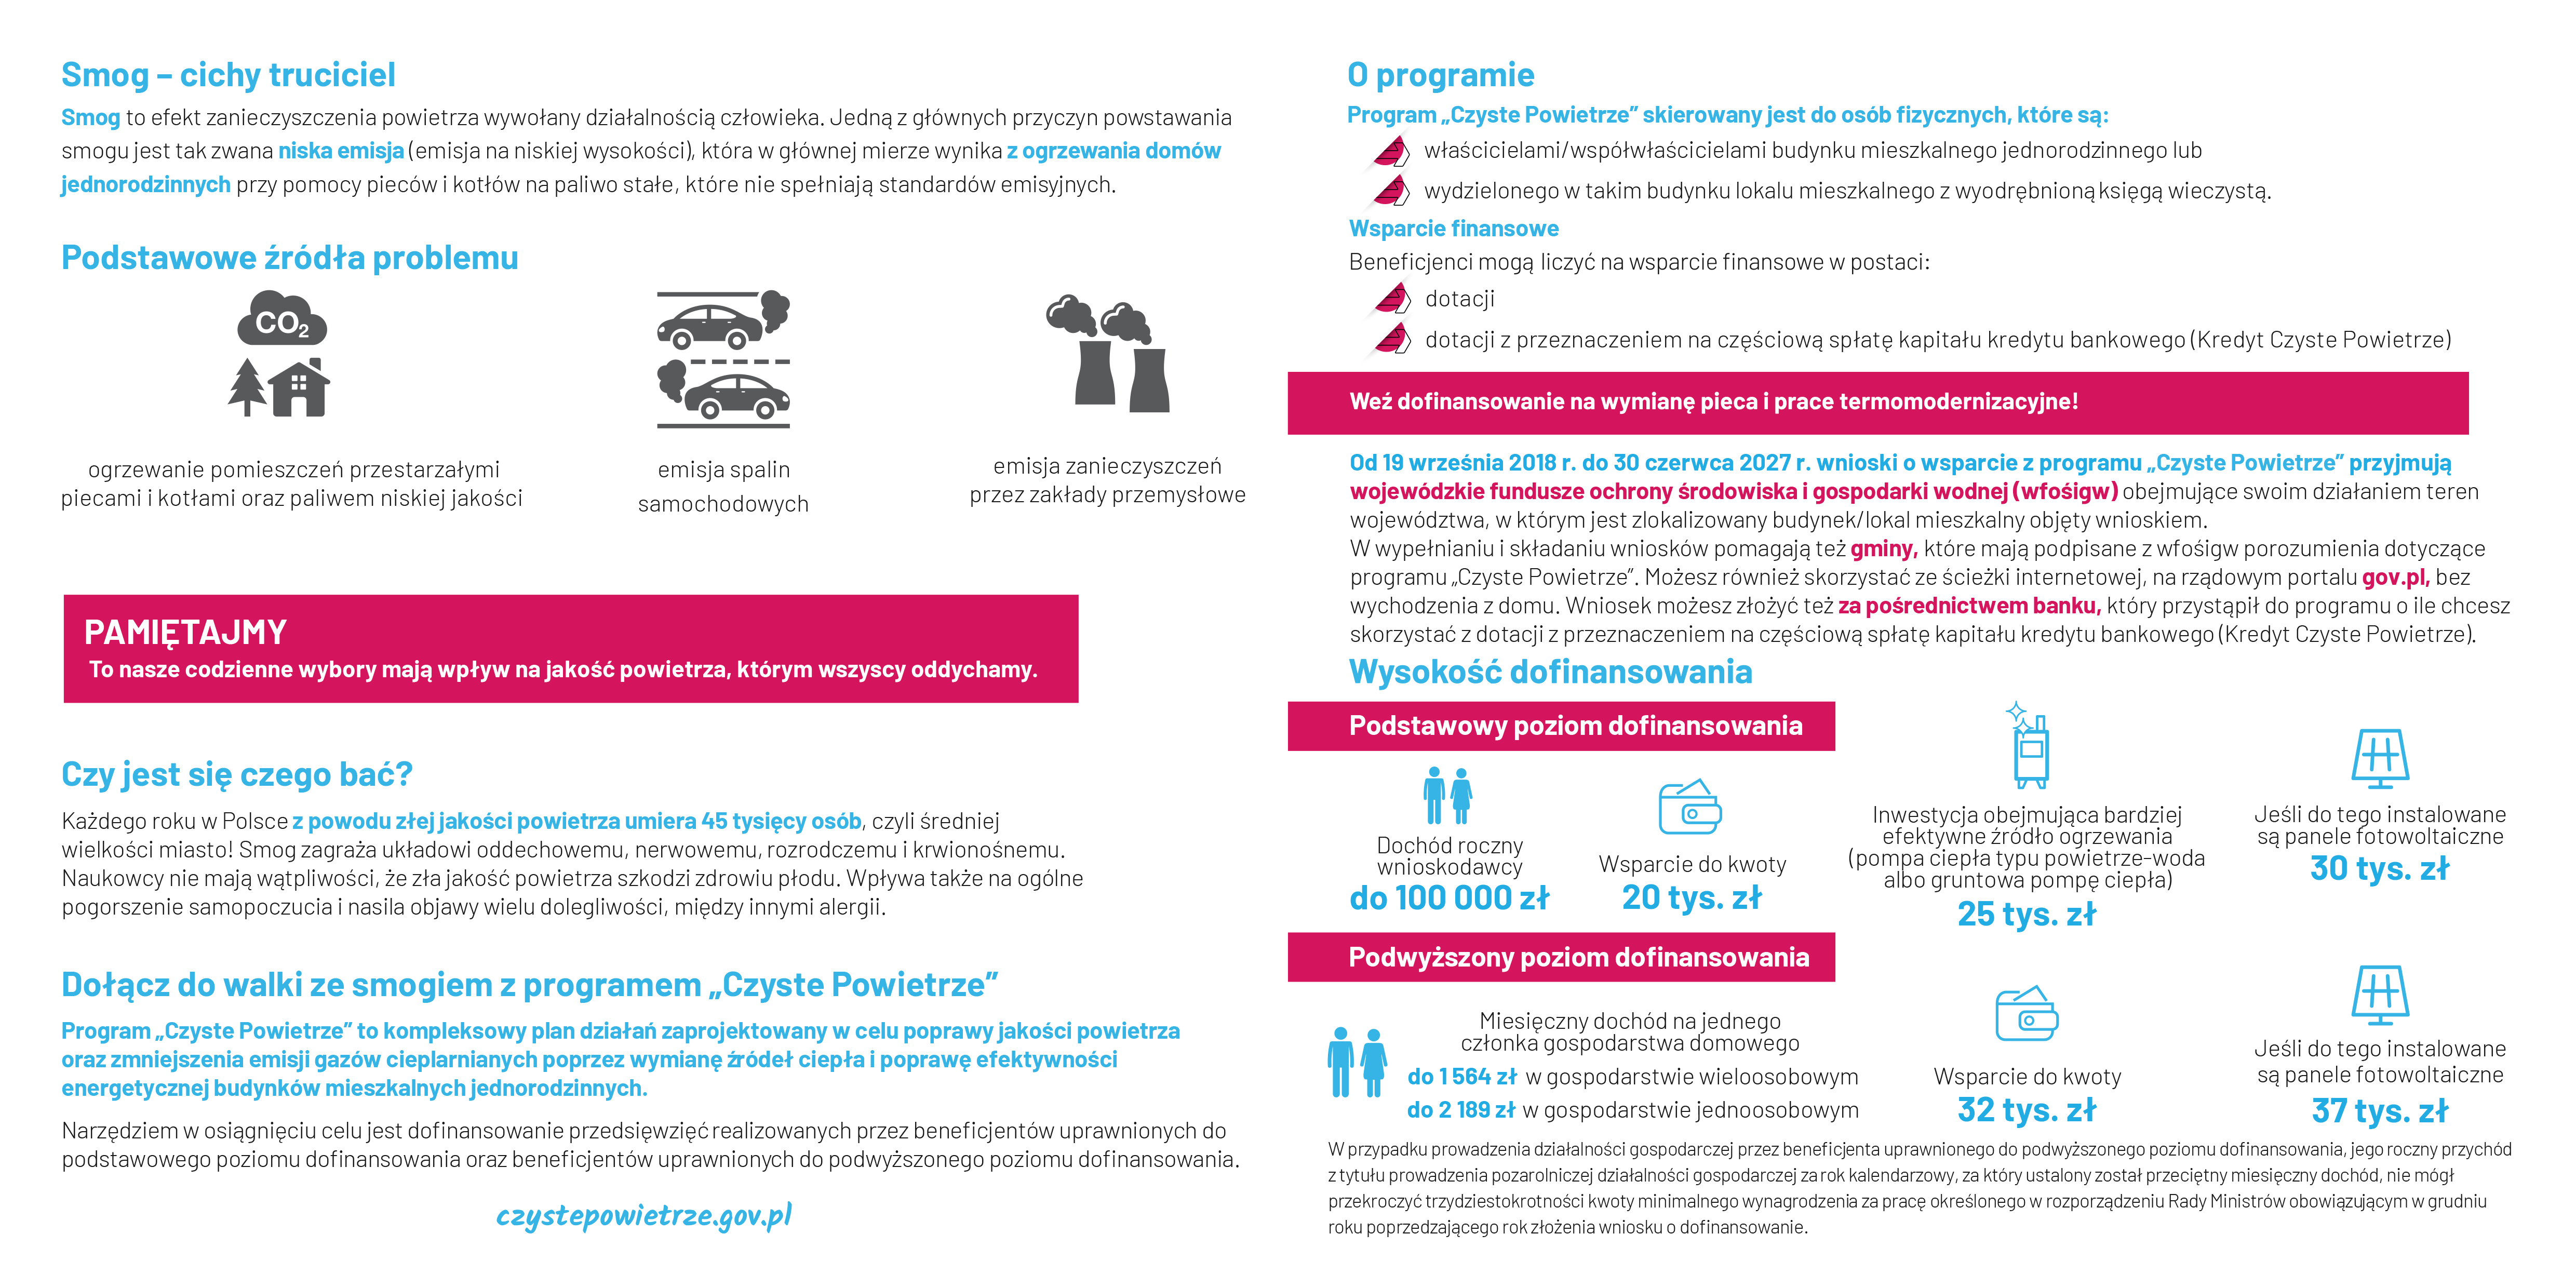 Smog – cichy truciciel
Smog to efekt zanieczyszczenia powietrza wywołany działalnością człowieka. Jedną z głównych przyczyn powstawania
smogu jest tak zwana niska emisja (emisja na niskiej wysokości), która w głównej mierze wynika z ogrzewania domów
jednorodzinnych przy pomocy pieców i kotłów na paliwo stałe, które nie spełniają standardów emisyjnych.
Podstawowe źródła problemu
CO2
ogrzewanie pomieszczeń przestarzałymi
piecami i kotłami oraz paliwem niskiej jakości
emisja spalin
samochodowych
emisja zanieczyszczeń
przez zakłady przemysłowe
PAMIĘTAJMY
To nasze codzienne wybory mają wpływ na jakość powietrza, którym wszyscy oddychamy.
Czy jest się czego bać?
Każdego roku w Polsce z powodu złej jakości powietrza umiera 45 tysięcy osób, czyli średniej
wielkości miasto! Smog zagraża układowi oddechowemu, nerwowemu, rozrodczemu i krwionośnemu.
Naukowcy nie mają wątpliwości, że zła jakość powietrza szkodzi zdrowiu płodu. Wpływa także na ogólne
pogorszenie samopoczucia i nasila objawy wielu dolegliwości, między innymi alergii.
Dołącz do walki ze smogiem z programem „Czyste Powietrze”
Program „Czyste Powietrze” to kompleksowy plan działań zaprojektowany w celu poprawy jakości powietrza
oraz zmniejszenia emisji gazów cieplarnianych poprzez wymianę źródeł ciepła i poprawę efektywności
energetycznej budynków mieszkalnych jednorodzinnych.
Narzędziem w osiągnięciu celu jest dofinansowanie przedsięwzięć realizowanych przez beneficjentów uprawnionych do
podstawowego poziomu dofinansowania oraz beneficjentów uprawnionych do podwyższonego poziomu dofinansowania.
czystepowietrze.gov.pl
O programie
Program „Czyste Powietrze” skierowany jest do osób fizycznych, które są:
właścicielami/współwłaścicielami budynku mieszkalnego jednorodzinnego lub
wydzielonego w takim budynku lokalu mieszkalnego z wyodrębnioną księgą wieczystą.
Wsparcie finansowe
Beneficjenci mogą liczyć na wsparcie finansowe w postaci:
dotacji
dotacji z przeznaczeniem na częściową spłatę kapitału kredytu bankowego (Kredyt Czyste Powietrze)
Weź dofinansowanie na wymianę pieca i prace termomodernizacyjne!
Od 19 września 2018 r. do 30 czerwca 2027 r. wnioski o wsparcie z programu „Czyste Powietrze” przyjmują
wojewódzkie fundusze ochrony środowiska i gospodarki wodnej (wfośigw) obejmujące swoim działaniem teren
województwa, w którym jest zlokalizowany budynek/lokal mieszkalny objęty wnioskiem.
W wypełnianiu i składaniu wniosków pomagają też gminy, które mają podpisane z wfośigw porozumienia dotyczące
programu „Czyste Powietrze”. Możesz również skorzystać ze ścieżki internetowej, na rządowym portalu gov.pl, bez
wychodzenia z domu. Wniosek możesz złożyć też za pośrednictwem banku, który przystąpił do programu o ile chcesz
skorzystać z dotacji z przeznaczeniem na częściową spłatę kapitału kredytu bankowego (Kredyt Czyste Powietrze).
Wysokość dofinansowania
Podstawowy poziom dofinansowania
Dochód roczny
wnioskodawcy
do 100 000 zł
Wsparcie do kwoty
20 tys. zł
Inwestycja obejmująca bardziej
efektywne źródło ogrzewania
(pompa ciepła typu powietrze-woda
albo gruntowa pompę ciepła)
25 tys. zł
Jeśli do tego instalowane
są panele fotowoltaiczne
30 tys. zł
Podwyższony poziom dofinansowania
Miesięczny dochód na jednego
członka gospodarstwa domowego
do 1 564 zł w gospodarstwie wieloosobowym
do 2 189 zł w gospodarstwie jednoosobowym
Wsparcie do kwoty
32 tys. zł
Jeśli do tego instalowane
są panele fotowoltaiczne
37 tys. zł
W przypadku prowadzenia działalności gospodarczej przez beneficjenta uprawnionego do podwyższonego poziomu dofinansowania, jego roczny przychód
z tytułu prowadzenia pozarolniczej działalności gospodarczej za rok kalendarzowy, za który ustalony został przeciętny miesięczny dochód, nie mógł
przekroczyć trzydziestokrotności kwoty minimalnego wynagrodzenia za pracę określonego w rozporządzeniu Rady Ministrów obowiązującym w grudniu
roku poprzedzającego rok złożenia wniosku o dofinansowanie.